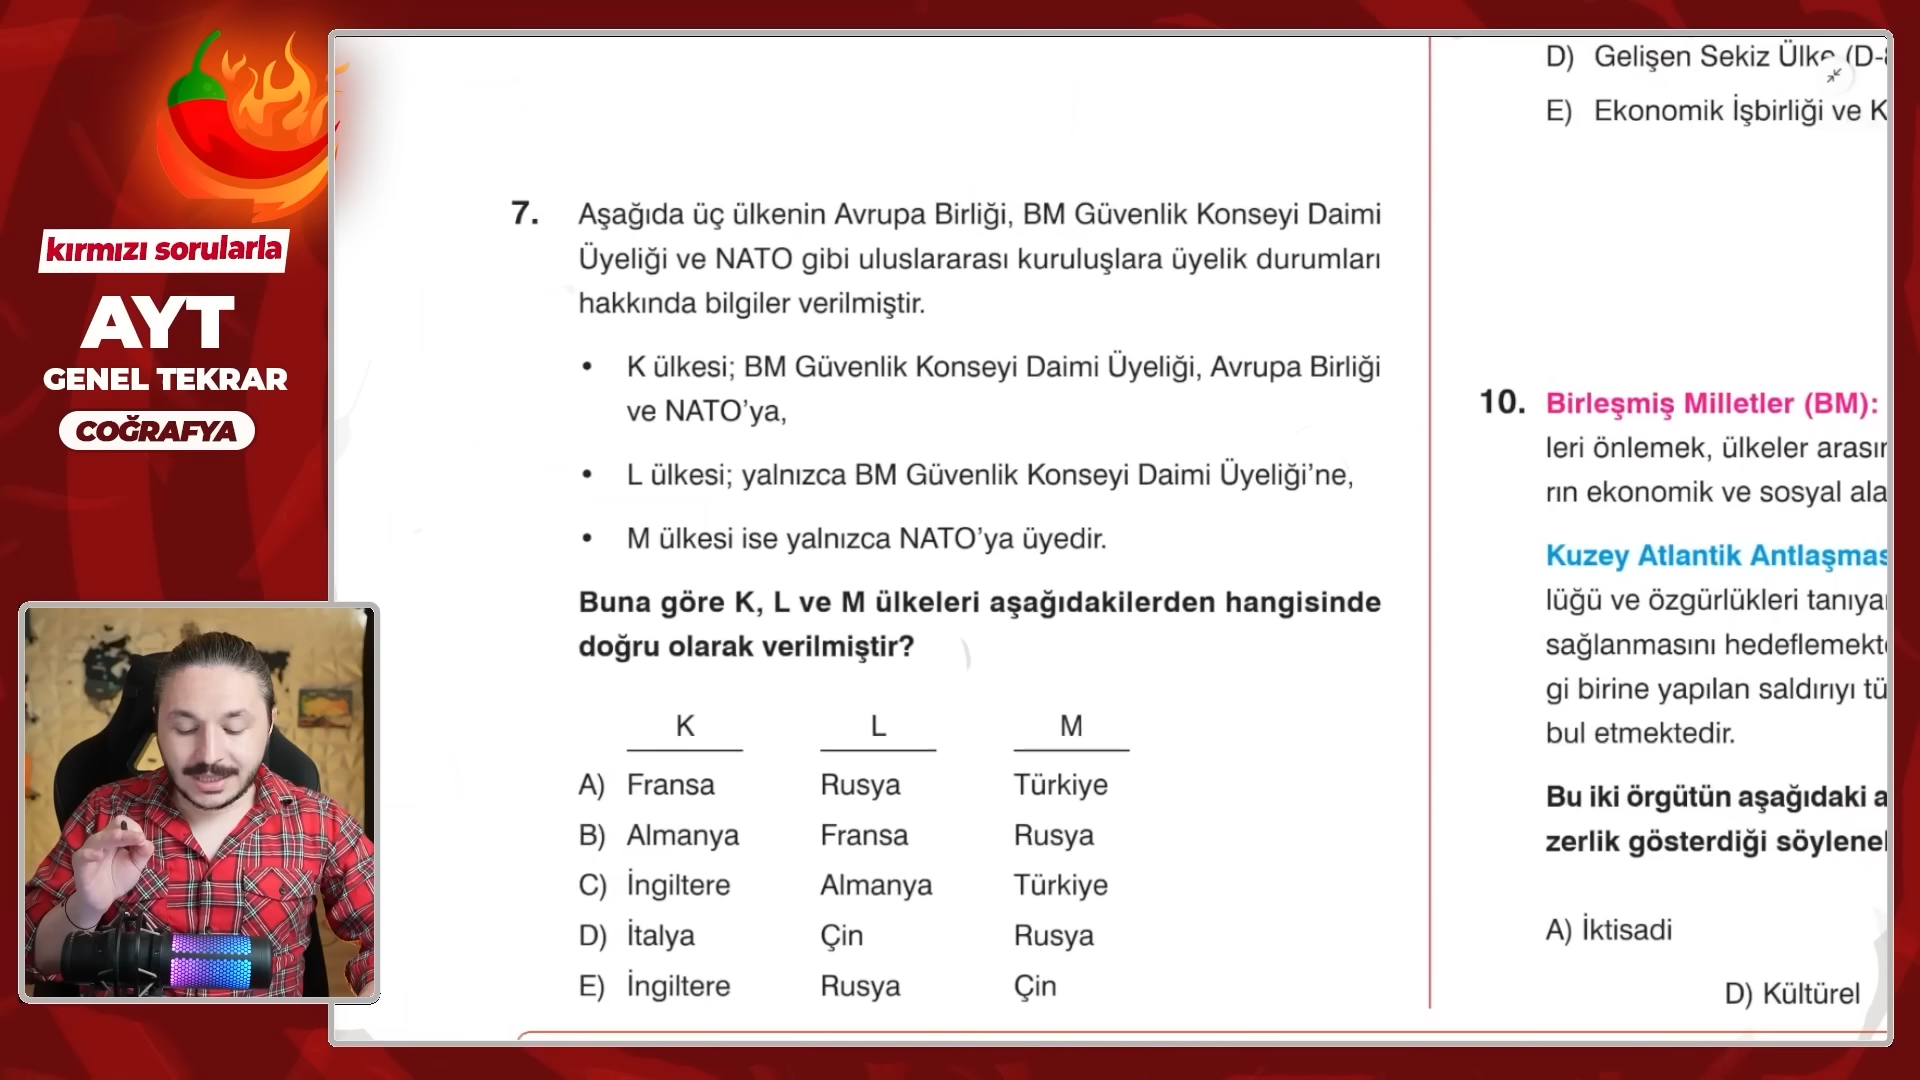 kırmızı sorularla
AYT
GENEL TEKRAR
COĞRAFYA
7. Aşağıda üç ülkenin Avrupa Birliği, BM Güvenlik Konseyi Daimi
Üyeliği ve NATO gibi uluslararası kuruluşlara üyelik durumları
hakkında bilgiler verilmiştir.
• K ülkesi; BM Güvenlik Konseyi Daimi Üyeliği, Avrupa Birliği
ve NATO'ya,
• L ülkesi; yalnızca BM Güvenlik Konseyi Daimi Üyeliği'ne,
• M ülkesi ise yalnızca NATO'ya üyedir.
Buna göre K, L ve M ülkeleri aşağıdakilerden hangisinde
doğru olarak verilmiştir?
K L M
A) Fransa Rusya Türkiye
B) Almanya Fransa Rusya
C) İngiltere Almanya Türkiye
D) İtalya Çin Rusya
E) İngiltere Rusya Çin
D) Gelişen Sekiz Ülke (D-
E) Ekonomik İşbirliği ve K
10. Birleşmiş Milletler (BM):
leri önlemek, ülkeler arasın
rın ekonomik ve sosyal ala
Kuzey Atlantik Antlaşmas
lüğü ve özgürlükleri tanıya
sağlanmasını hedeflemekt
gi birine yapılan saldırıyı tü
bul etmektedir.
Bu iki örgütün aşağıdaki a
zerlik gösterdiği söylene
A) İktisadi
D) Kültürel